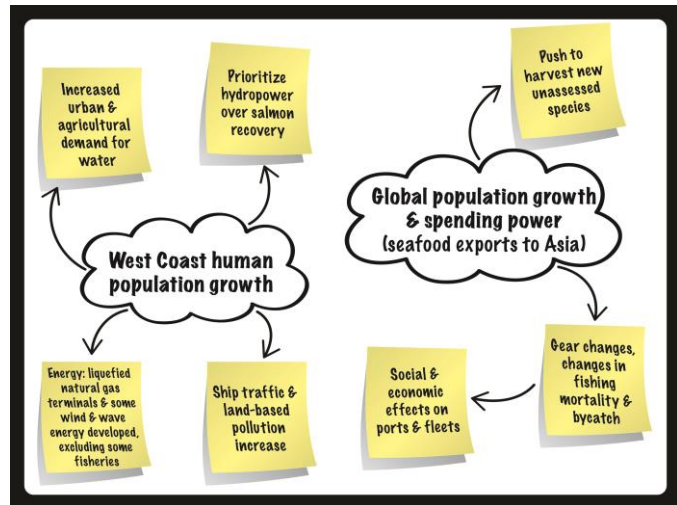 Increased
urban &
agricultural
demand for
water
Prioritize
hydropower
over salmon
recovery
Push to
harvest new
unassessed
species
West Coast human
population growth
Global population growth
& spending power
(seafood exports to Asia)
Energy: liquefied
natural gas
terminals & some
wind & wave
energy developed,
excluding some
fisheries
Ship traffic &
land-based
pollution
increase
Social &
economic
effects on
ports & fleets
Gear changes,
changes in
fishing
mortality &
bycatch